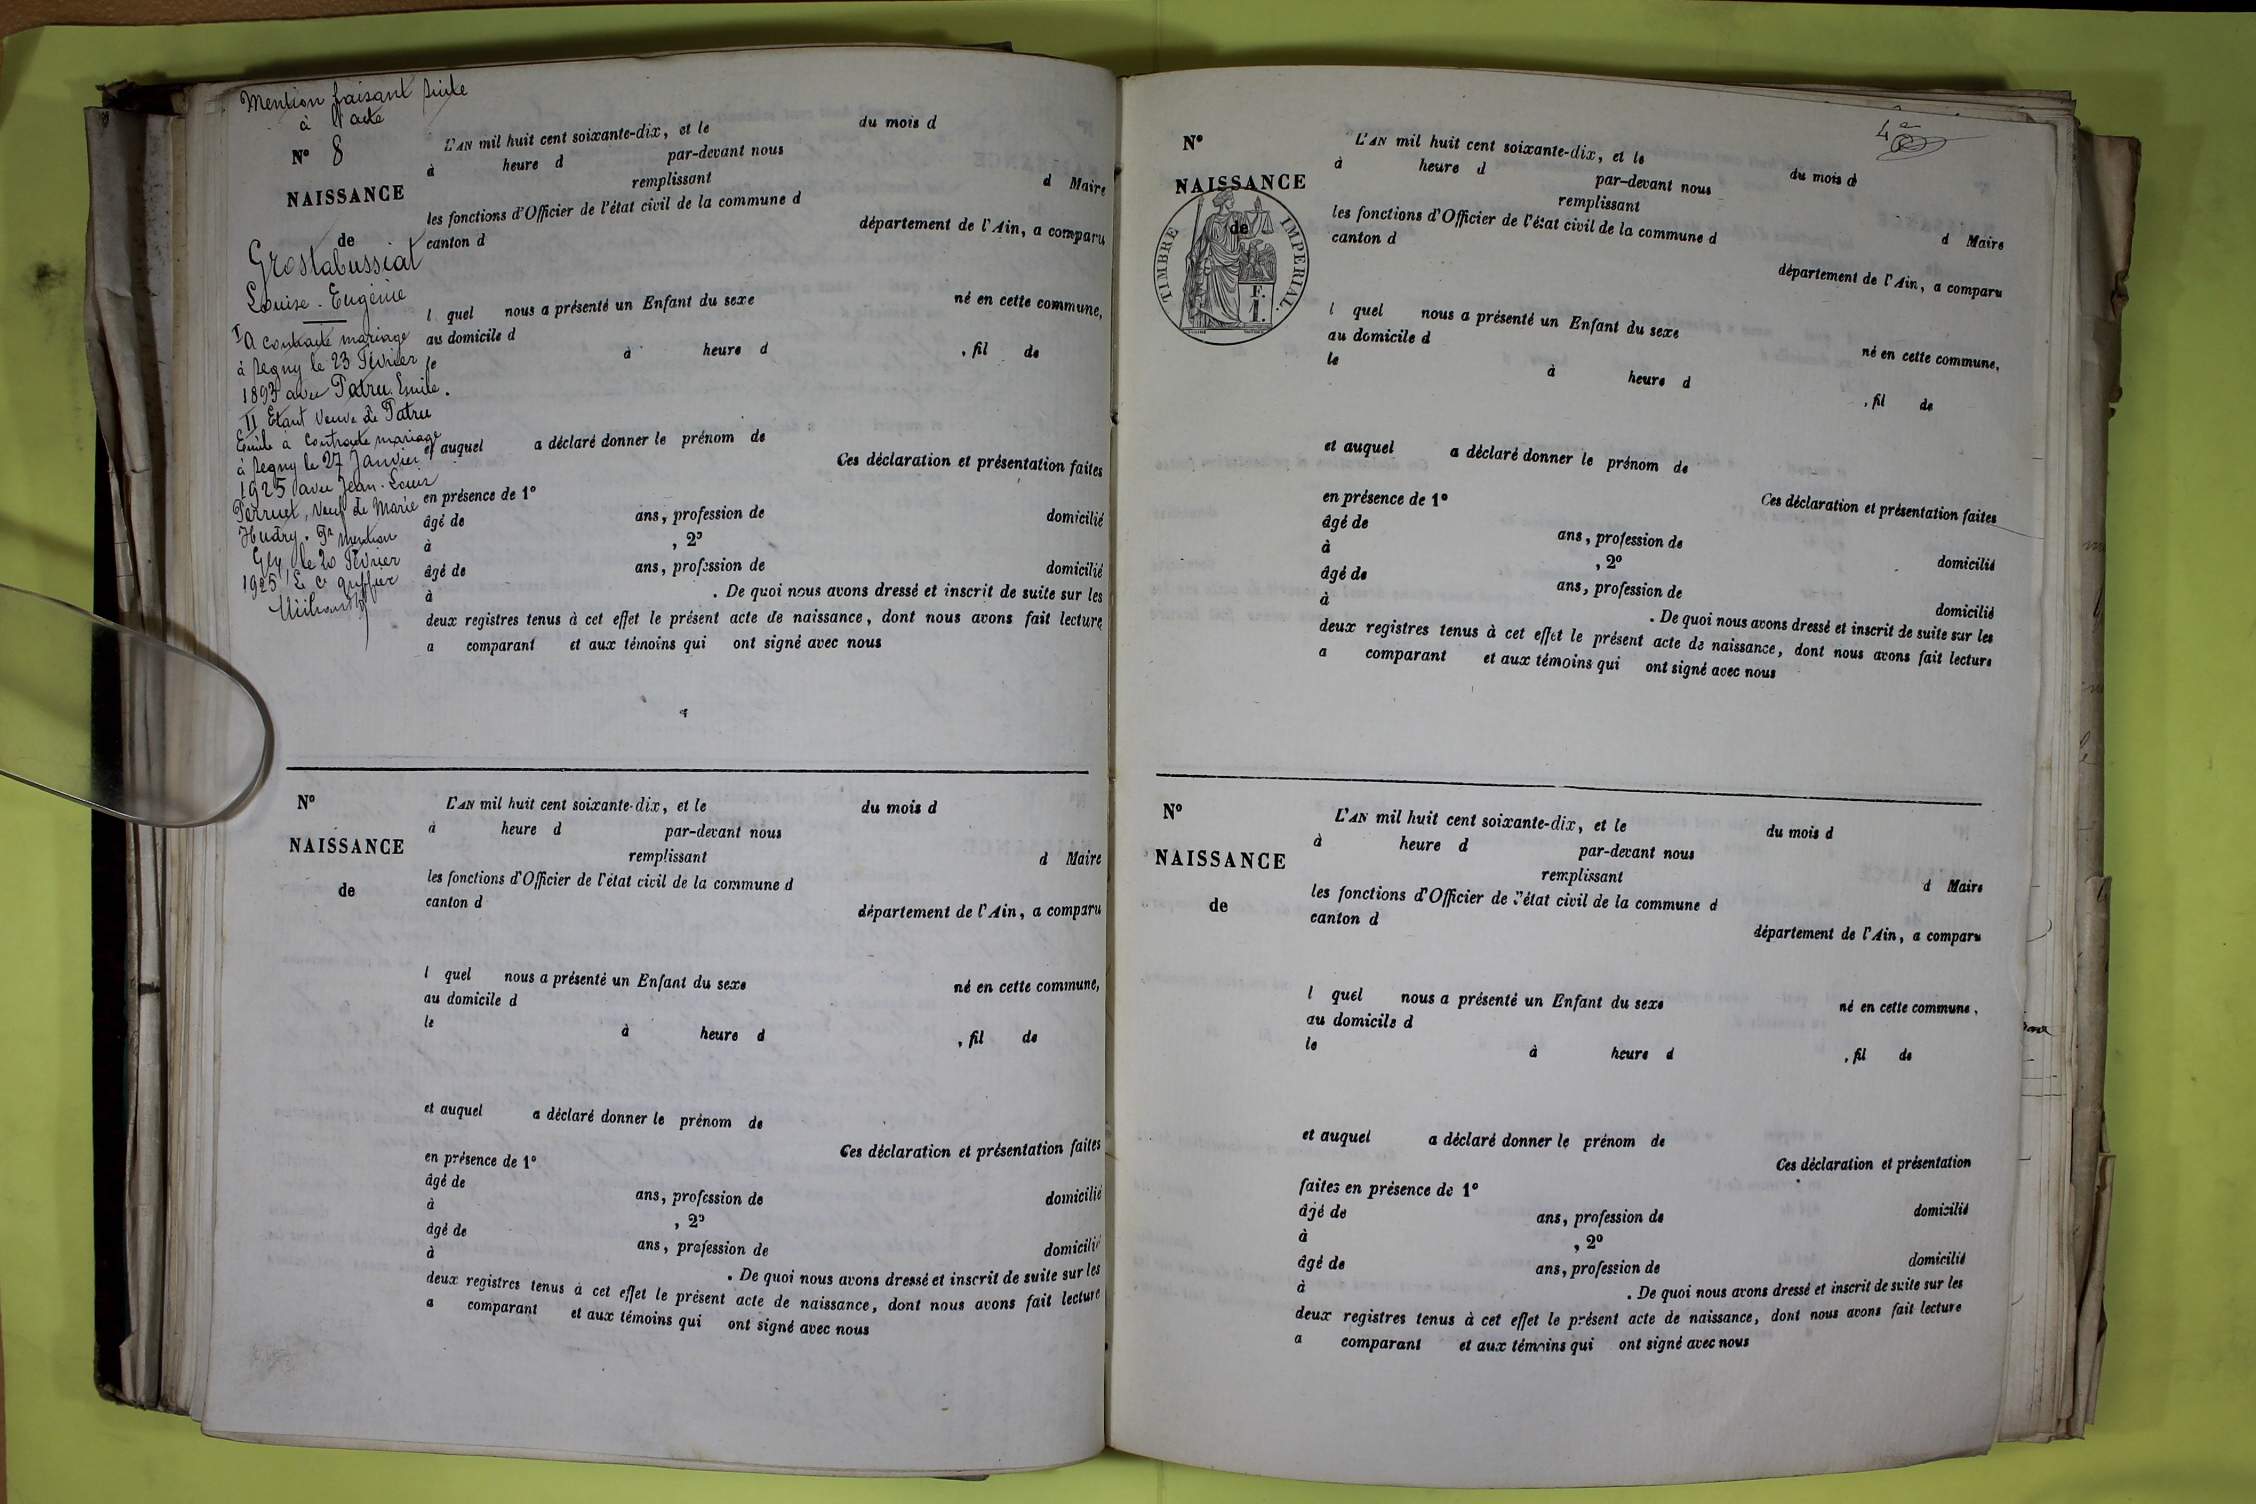 Mention faisant suite
à l'acte
N° 8
NAISSANCE
de
Grostabussiat
Louise - Eugénie
I A contracté mariage
à Segny le 23 Février
1893 avec Patru Emile.
II Etant veuve de Patru
Emile a contracté mariage
à Segny le 27 Janvier
1925 avec Jean-Louis
Perruet, veuf de Marie
Hudry. Pr mention
Gex, le 20 Février
1925 Le Cs greffier
L'AN mil huit cent soixante-dix, et le du mois d
à heure d par-devant nous
remplissant d Maire
les fonctions d'Officier de l'état civil de la commune d
canton d département de l'Ain, a comparu
l quel nous a présenté un Enfant du sexe né en cette commune,
au domicile d
le à heure d , fil de
et auquel a déclaré donner le prénom de
Ces déclaration et présentation faites
en présence de 1°
âgé de ans, profession de domicilié
à , 2°
âgé de ans, profession de domicilié
à . De quoi nous avons dressé et inscrit de suite sur les
deux registres tenus à cet effet le présent acte de naissance, dont nous avons fait lecture
a comparant et aux témoins qui ont signé avec nous
N°
NAISSANCE
de
L'AN mil huit cent soixante-dix, et le du mois d
à heure d par-devant nous
remplissant d Maire
les fonctions d'Officier de l'état civil de la commune d
canton d département de l'Ain, a comparu
l quel nous a présenté un Enfant du sexe né en cette commune,
au domicile d
le à heure d , fil de
et auquel a déclaré donner le prénom de
Ces déclaration et présentation faites
en présence de 1°
âgé de ans, profession de domicilié
à , 2°
âgé de ans, profession de domicilié
à . De quoi nous avons dressé et inscrit de suite sur les
deux registres tenus à cet effet le présent acte de naissance, dont nous avons fait lecture
a comparant et aux témoins qui ont signé avec nous
4e
N°
NAISSANCE
de
TIMBRE IMPERIAL.
F.
1.
L'AN mil huit cent soixante-dix, et le du mois d
à heure d par-devant nous
remplissant d Maire
les fonctions d'Officier de l'état civil de la commune d
canton d département de l'Ain, a comparu
l quel nous a présenté un Enfant du sexe né en cette commune,
au domicile d
le à heure d , fil de
et auquel a déclaré donner le prénom de
Ces déclaration et présentation faites
en présence de 1°
âgé de ans, profession de domicilié
à , 2°
âgé de ans, profession de domicilié
à . De quoi nous avons dressé et inscrit de suite sur les
deux registres tenus à cet effet le présent acte de naissance, dont nous avons fait lecture
a comparant et aux témoins qui ont signé avec nous
N°
NAISSANCE
de
L'AN mil huit cent soixante-dix, et le du mois d
à heure d par-devant nous
remplissant d Maire
les fonctions d'Officier de l'état civil de la commune d
canton d département de l'Ain, a comparu
l quel nous a présenté un Enfant du sexe né en cette commune,
au domicile d
le à heure d , fil de
et auquel a déclaré donner le prénom de
Ces déclaration et présentation
faites en présence de 1°
âgé de ans, profession de domicilié
à , 2°
âgé de ans, profession de domicilié
à . De quoi nous avons dressé et inscrit de suite sur les
deux registres tenus à cet effet le présent acte de naissance, dont nous avons fait lecture
a comparant et aux témoins qui ont signé avec nous